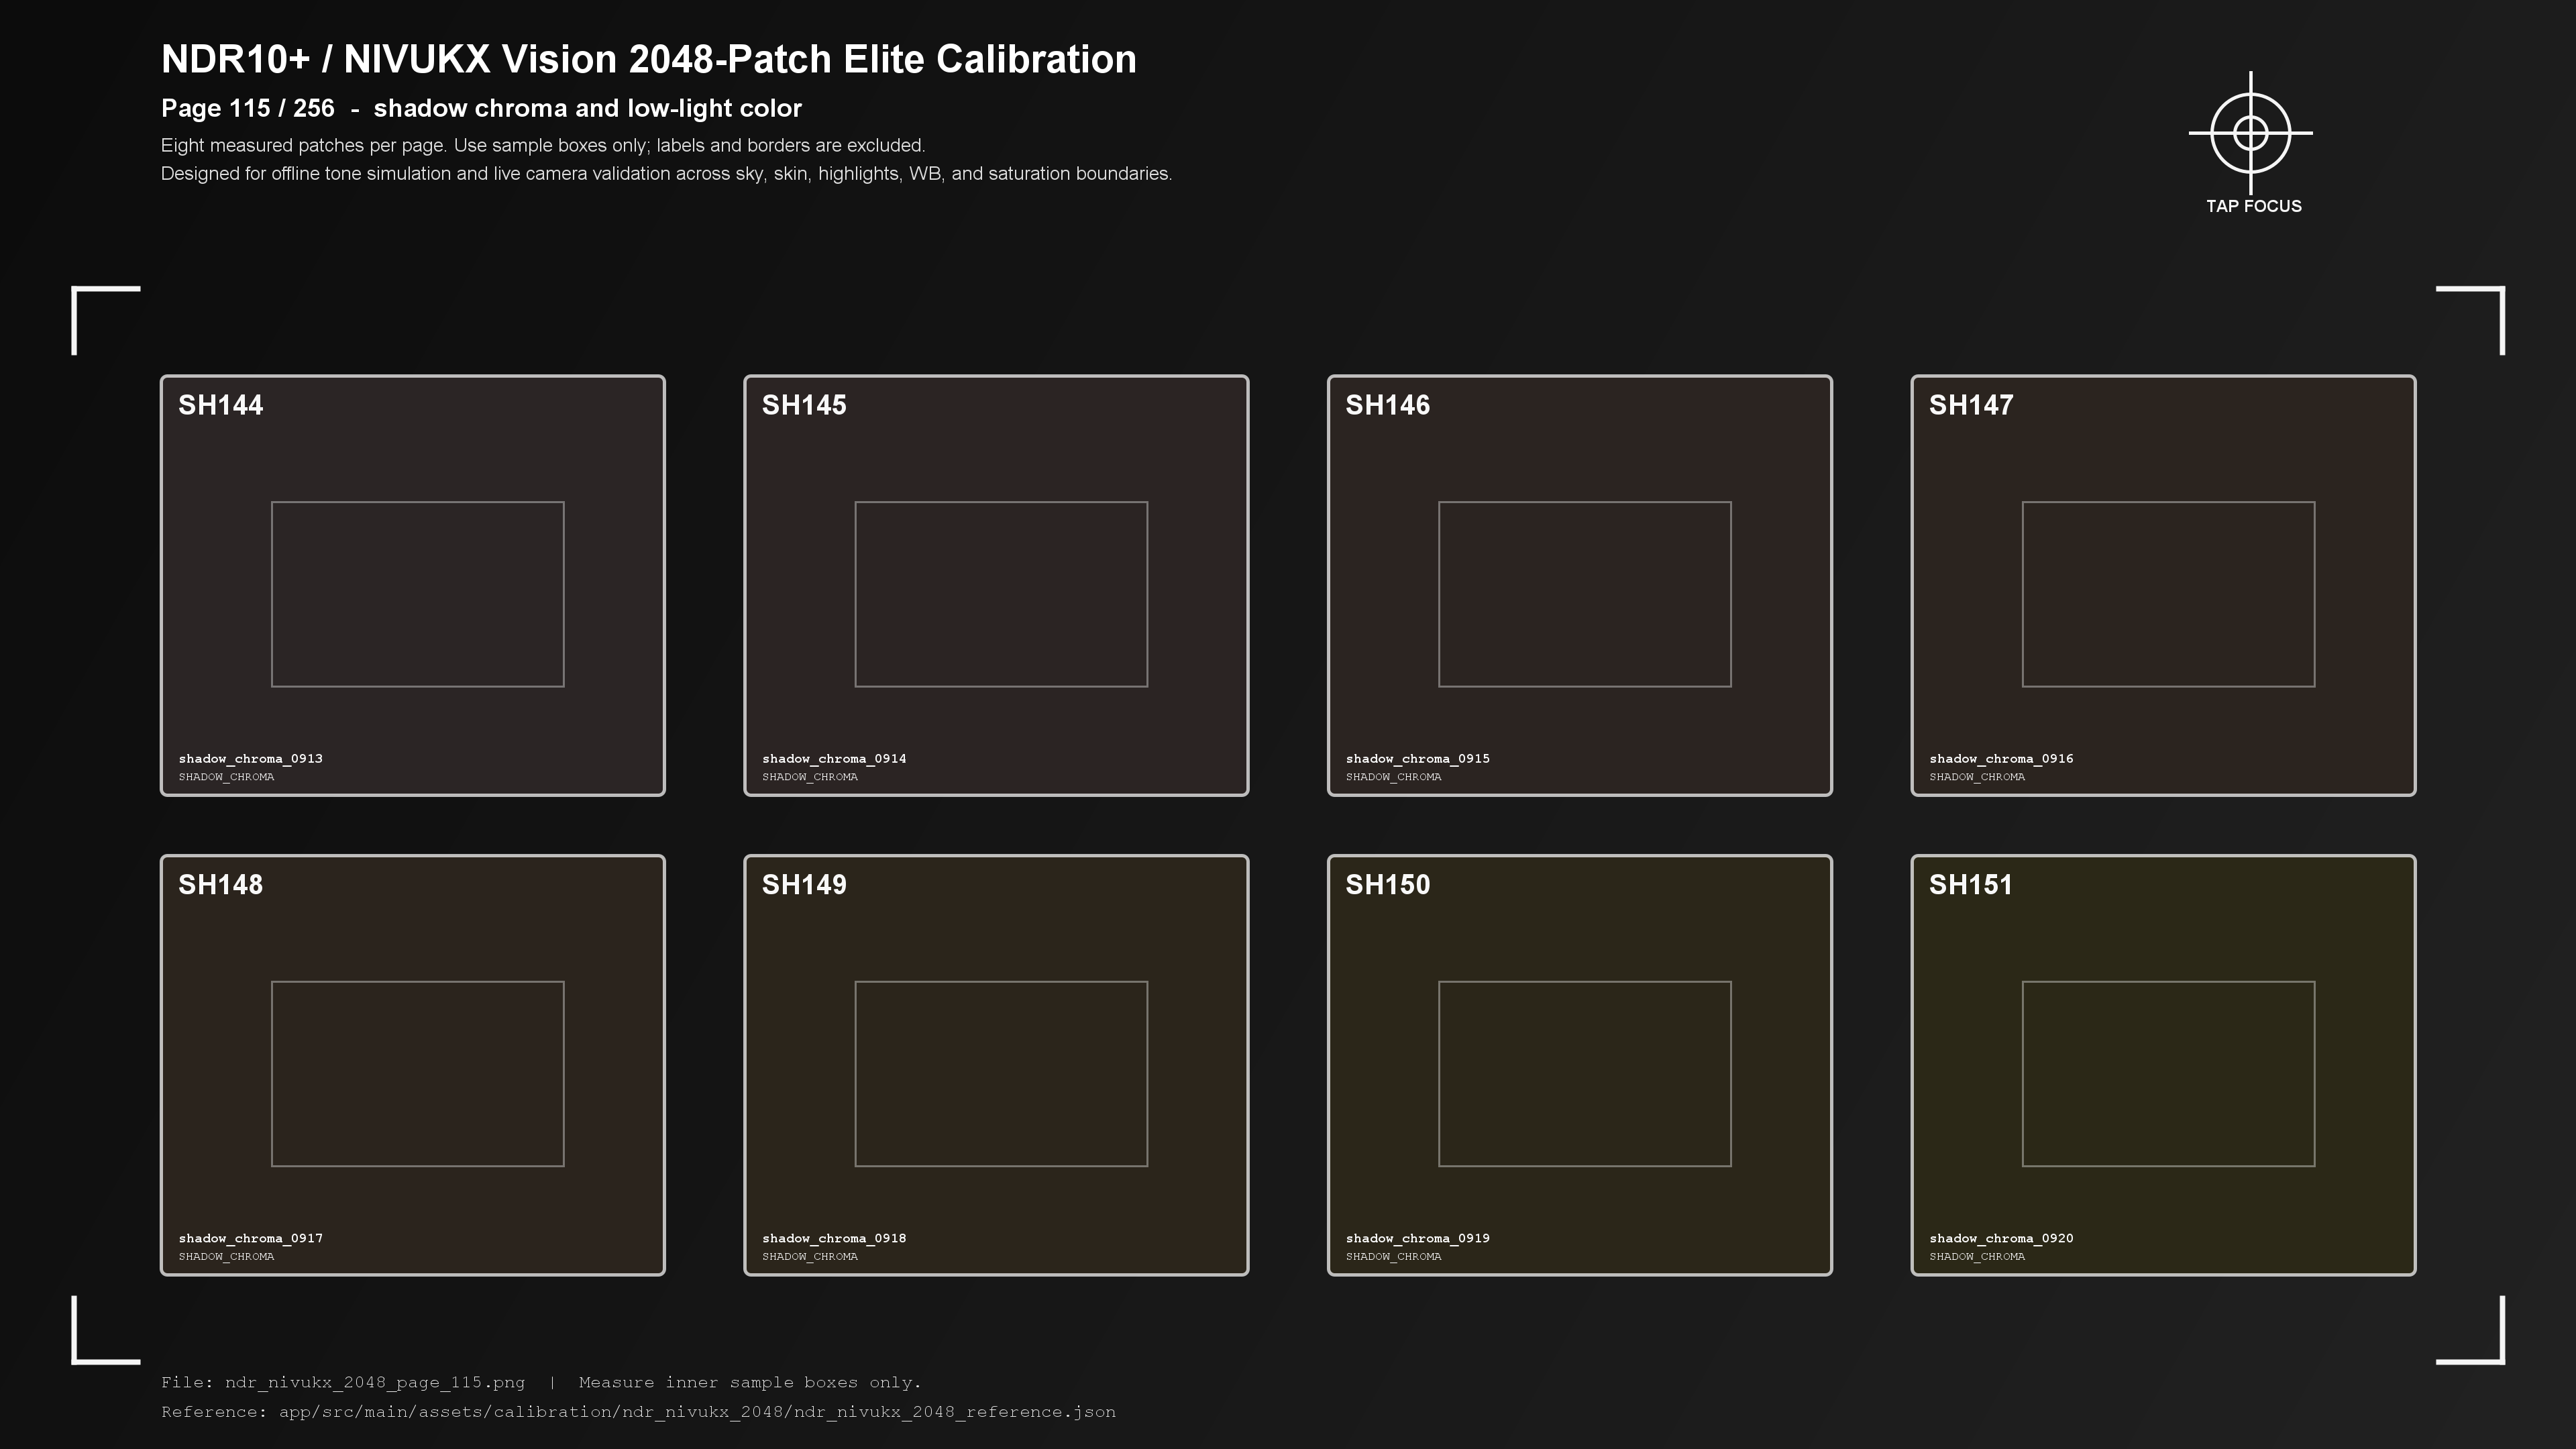 NDR10+ / NIVUKX Vision 2048-Patch Elite Calibration
Page 115 / 256 - shadow chroma and low-light color
Eight measured patches per page. Use sample boxes only; labels and borders are excluded.
Designed for offline tone simulation and live camera validation across sky, skin, highlights, WB, and saturation boundaries.
TAP FOCUS
SH144
shadow_chroma_0913
SHADOW_CHROMA
SH145
shadow_chroma_0914
SHADOW_CHROMA
SH146
shadow_chroma_0915
SHADOW_CHROMA
SH147
shadow_chroma_0916
SHADOW_CHROMA
SH148
shadow_chroma_0917
SHADOW_CHROMA
SH149
shadow_chroma_0918
SHADOW_CHROMA
SH150
shadow_chroma_0919
SHADOW_CHROMA
SH151
shadow_chroma_0920
SHADOW_CHROMA
File: ndr_nivukx_2048_page_115.png | Measure inner sample boxes only.
Reference: app/src/main/assets/calibration/ndr_nivukx_2048/ndr_nivukx_2048_reference.json